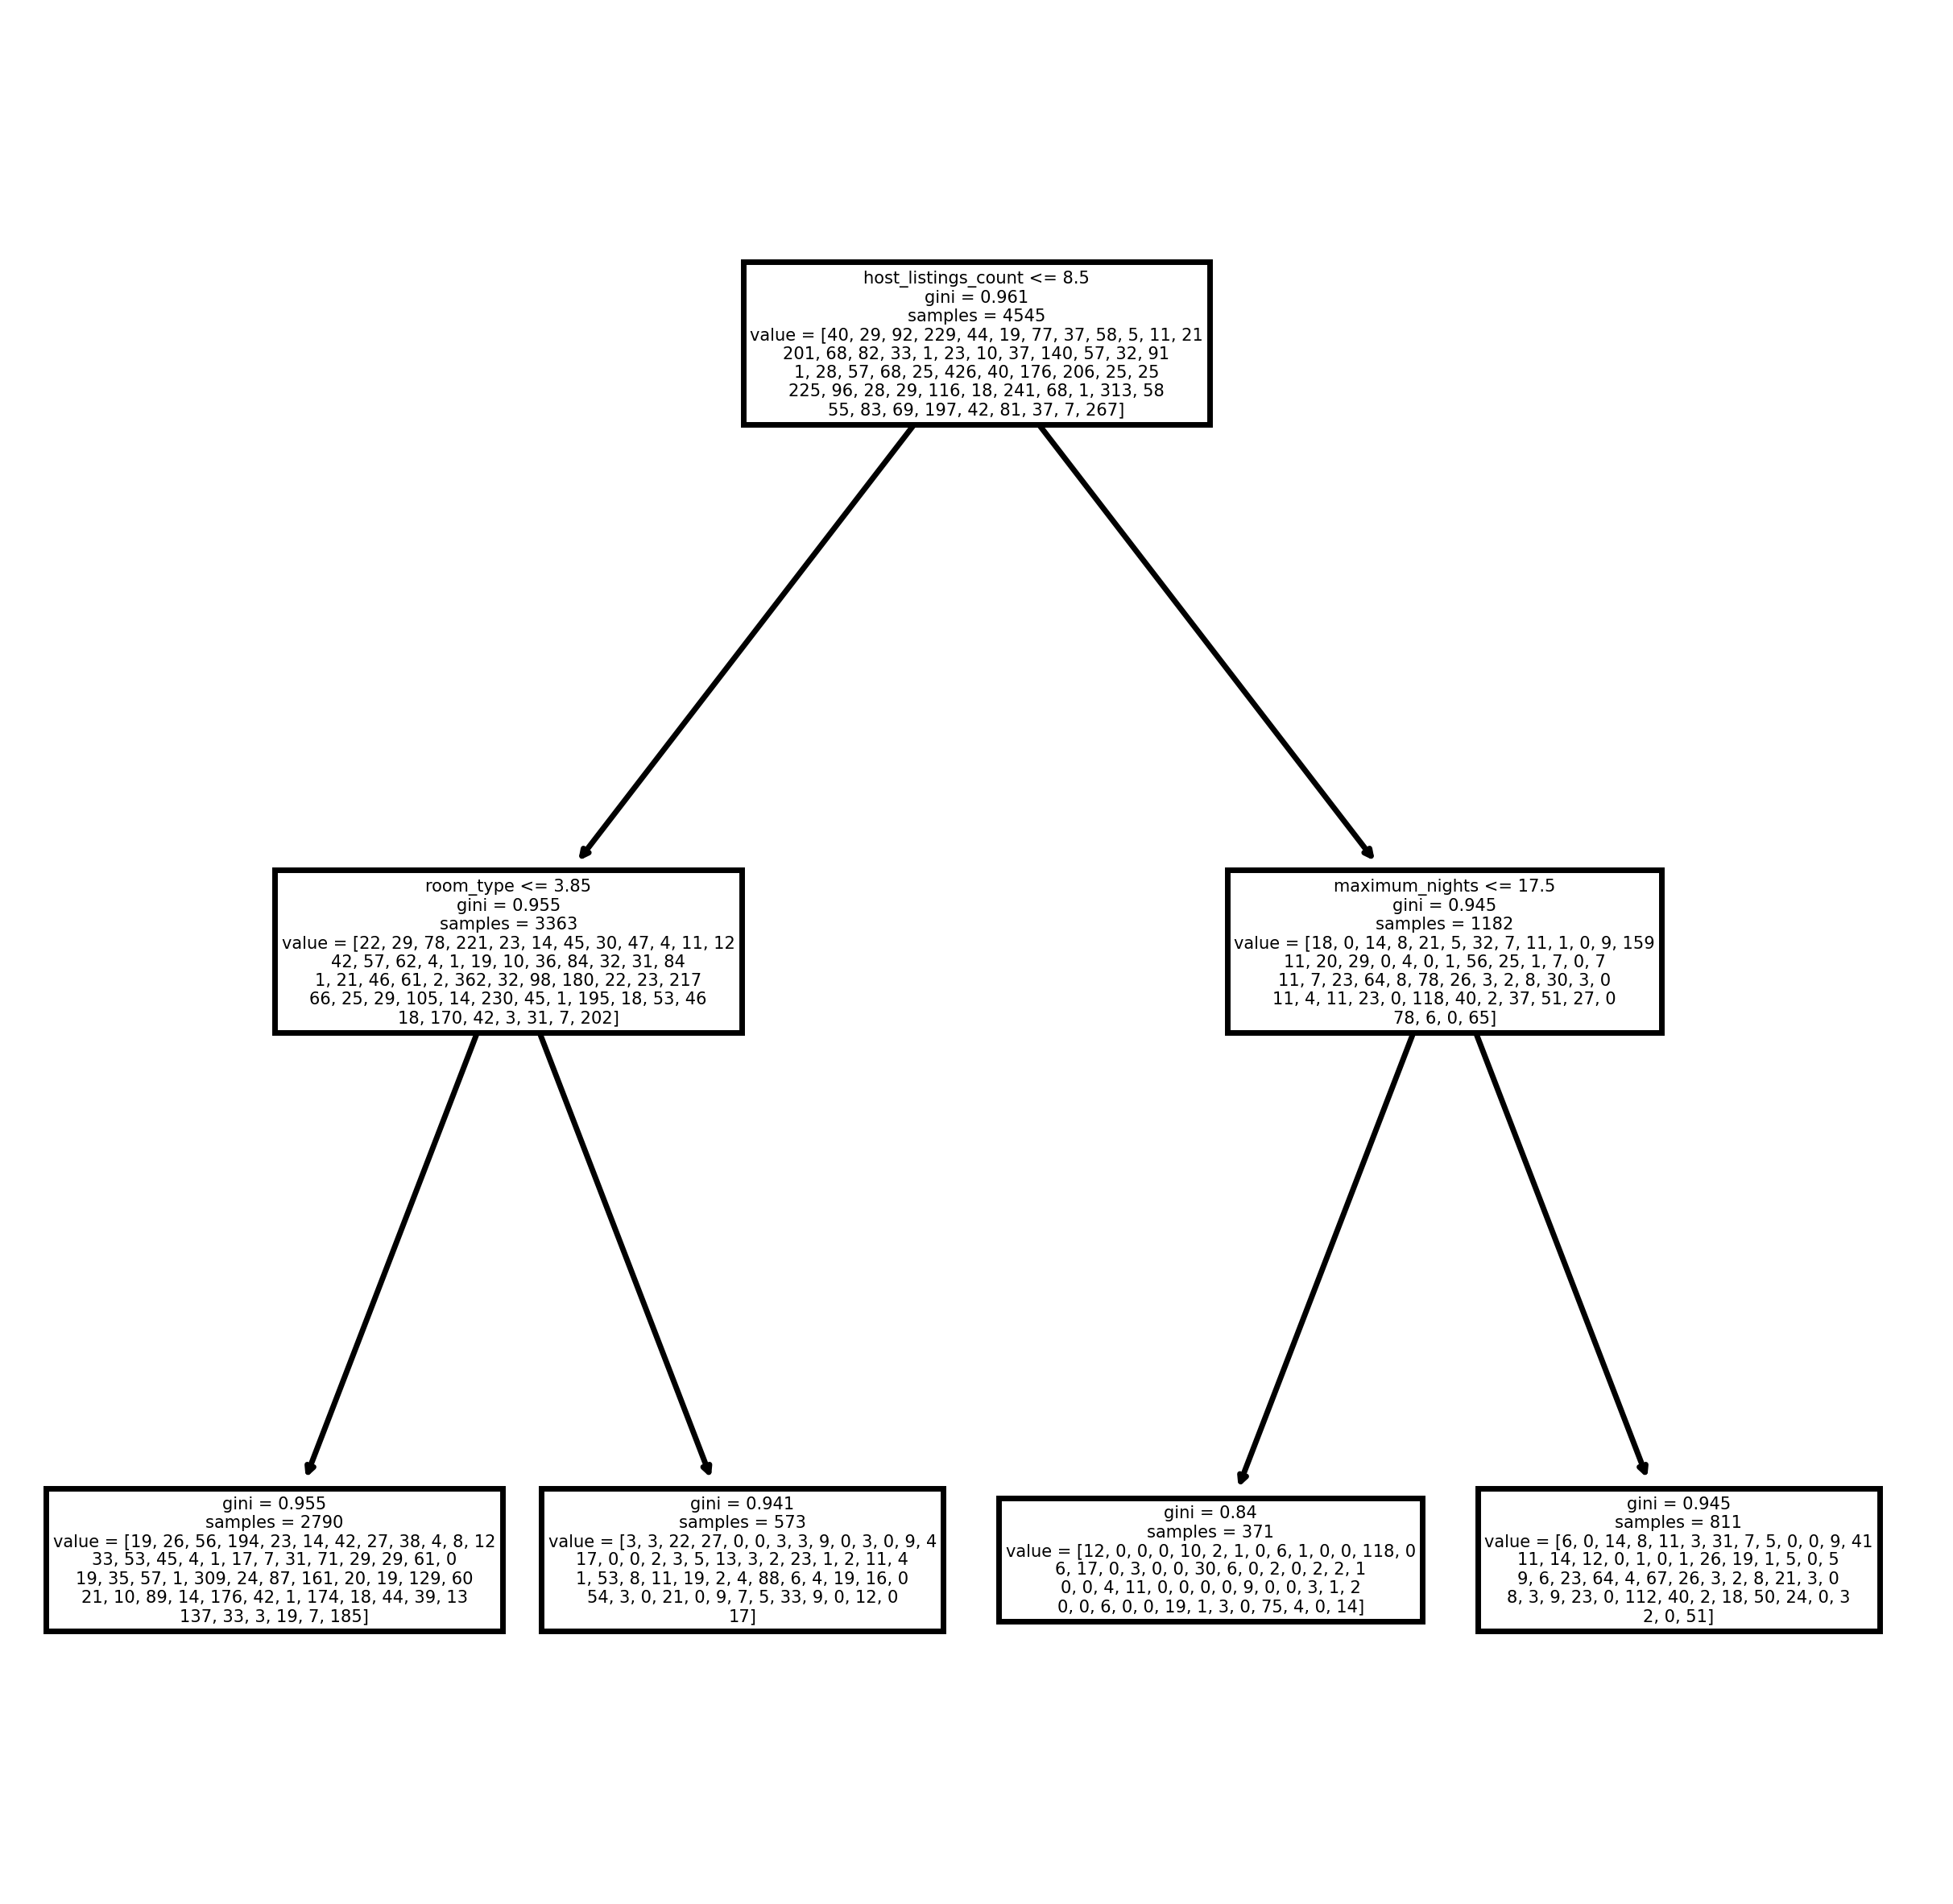 host_listings_count <= 8.5
gini = 0.961
samples = 4545
value = [40, 29, 92, 229, 44, 19, 77, 37, 58, 5, 11, 21
201, 68, 82, 33, 1, 23, 10, 37, 140, 57, 32, 91
1, 28, 57, 68, 25, 426, 40, 176, 206, 25, 25
225, 96, 28, 29, 116, 18, 241, 68, 1, 313, 58
55, 83, 69, 197, 42, 81, 37, 7, 267]
room_type <= 3.85
gini = 0.955
samples = 3363
value = [22, 29, 78, 221, 23, 14, 45, 30, 47, 4, 11, 12
42, 57, 62, 4, 1, 19, 10, 36, 84, 32, 31, 84
1, 21, 46, 61, 2, 362, 32, 98, 180, 22, 23, 217
66, 25, 29, 105, 14, 230, 45, 1, 195, 18, 53, 46
18, 170, 42, 3, 31, 7, 202]
maximum_nights <= 17.5
gini = 0.945
samples = 1182
value = [18, 0, 14, 8, 21, 5, 32, 7, 11, 1, 0, 9, 159
11, 20, 29, 0, 4, 0, 1, 56, 25, 1, 7, 0, 7
11, 7, 23, 64, 8, 78, 26, 3, 2, 8, 30, 3, 0
11, 4, 11, 23, 0, 118, 40, 2, 37, 51, 27, 0
78, 6, 0, 65]
gini = 0.955
samples = 2790
value = [19, 26, 56, 194, 23, 14, 42, 27, 38, 4, 8, 12
33, 53, 45, 4, 1, 17, 7, 31, 71, 29, 29, 61, 0
19, 35, 57, 1, 309, 24, 87, 161, 20, 19, 129, 60
21, 10, 89, 14, 176, 42, 1, 174, 18, 44, 39, 13
137, 33, 3, 19, 7, 185]
gini = 0.941
samples = 573
value = [3, 3, 22, 27, 0, 0, 3, 3, 9, 0, 3, 0, 9, 4
17, 0, 0, 2, 3, 5, 13, 3, 2, 23, 1, 2, 11, 4
1, 53, 8, 11, 19, 2, 4, 88, 6, 4, 19, 16, 0
54, 3, 0, 21, 0, 9, 7, 5, 33, 9, 0, 12, 0
17]
gini = 0.84
samples = 371
value = [12, 0, 0, 0, 10, 2, 1, 0, 6, 1, 0, 0, 118, 0
6, 17, 0, 3, 0, 0, 30, 6, 0, 2, 0, 2, 2, 1
0, 0, 4, 11, 0, 0, 0, 0, 9, 0, 0, 3, 1, 2
0, 0, 6, 0, 0, 19, 1, 3, 0, 75, 4, 0, 14]
gini = 0.945
samples = 811
value = [6, 0, 14, 8, 11, 3, 31, 7, 5, 0, 0, 9, 41
11, 14, 12, 0, 1, 0, 1, 26, 19, 1, 5, 0, 5
9, 6, 23, 64, 4, 67, 26, 3, 2, 8, 21, 3, 0
8, 3, 9, 23, 0, 112, 40, 2, 18, 50, 24, 0, 3
2, 0, 51]